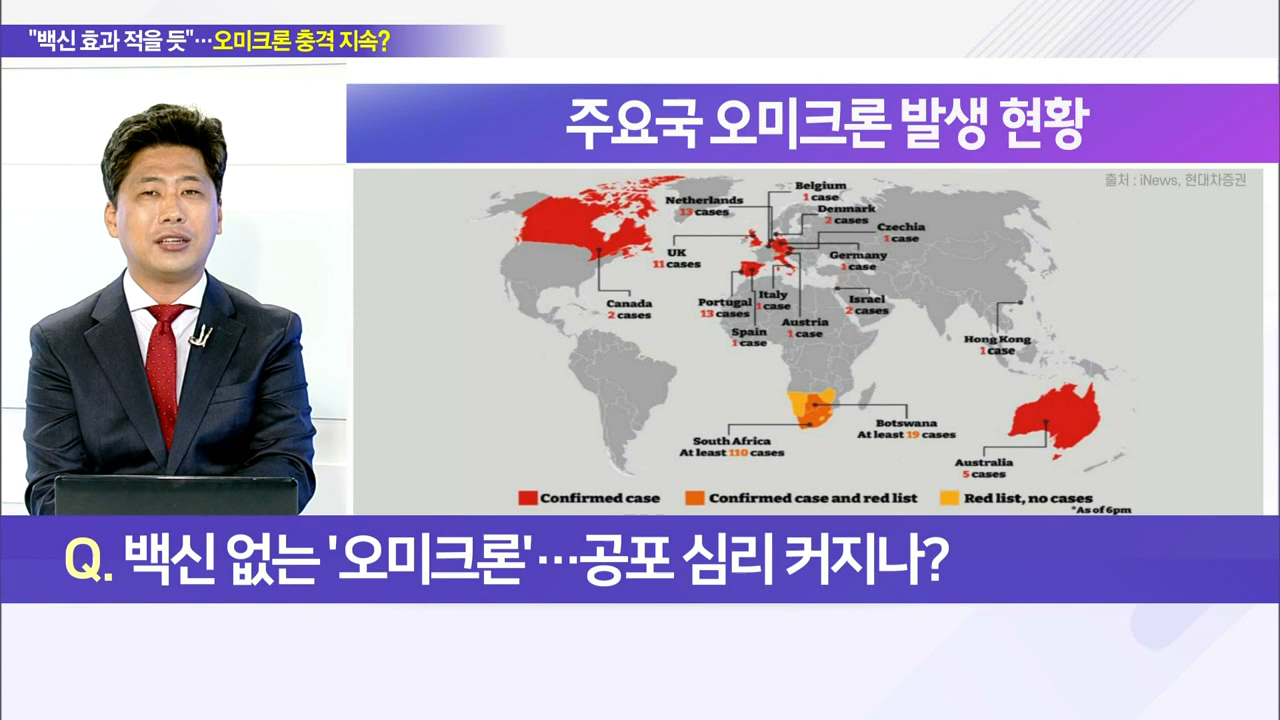 "백신 효과 적을 듯"…오미크론 충격 지속?
주요국 오미크론 발생 현황
출처 : iNews, 현대차증권
Belgium
1 case
Netherlands
13 cases
Denmark
2 cases
Czechia
1 case
UK
11 cases
Germany
1 case
Canada
2 cases
Portugal
13 cases
Italy
1 case
Israel
2 cases
Spain
1 case
Austria
1 case
Hong Kong
1 case
Botswana
At least 19 cases
South Africa
At least 110 cases
Australia
5 cases
Confirmed case
Confirmed case and red list
Red list, no cases
*As of 6pm
Q. 백신 없는 '오미크론'…공포 심리 커지나?